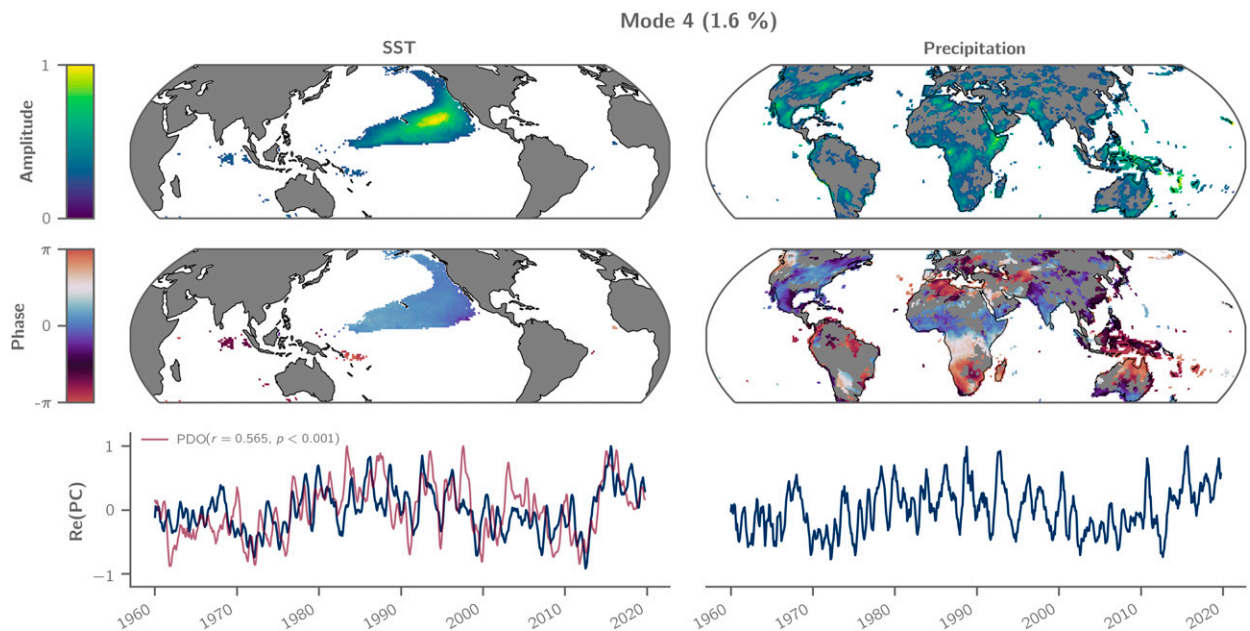 Mode 4 (1.6 %)
SST
Precipitation
1
Amplitude
0
π
Phase
0
-π
PDO(r = 0.565, p < 0.001)
1
Re(PC)
0
−1
1960 1970 1980 1990 2000 2010 2020
1960 1970 1980 1990 2000 2010 2020